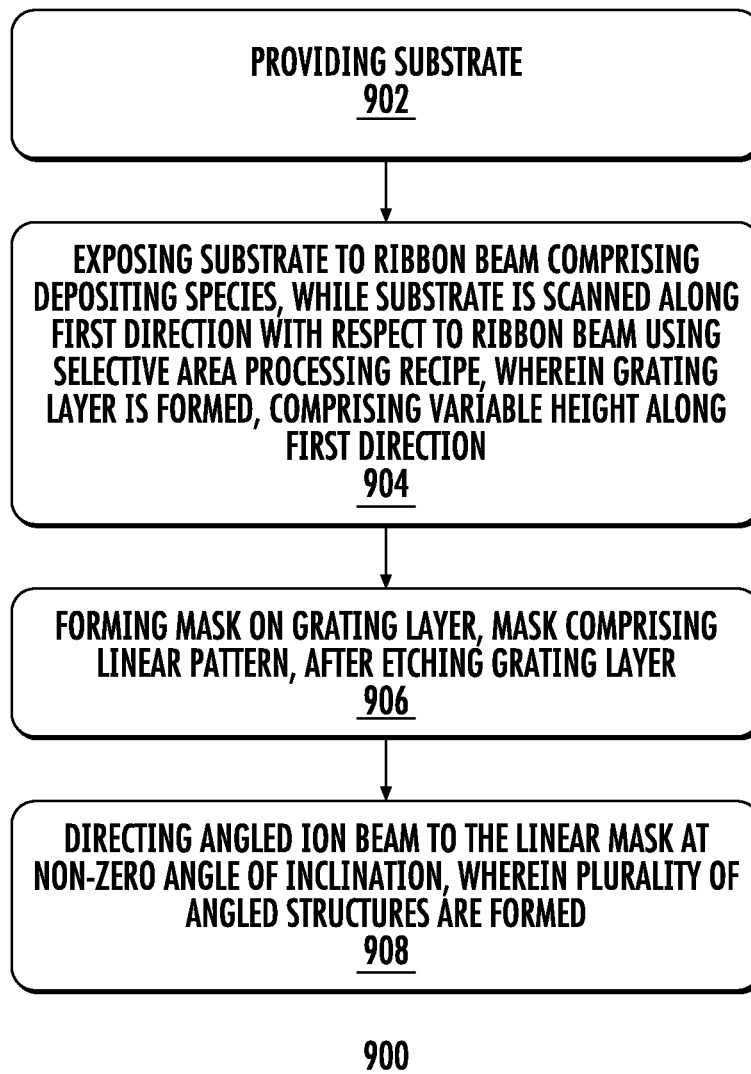 PROVIDING SUBSTRATE
902
EXPOSING SUBSTRATE TO RIBBON BEAM COMPRISING
DEPOSITING SPECIES, WHILE SUBSTRATE IS SCANNED ALONG
FIRST DIRECTION WITH RESPECT TO RIBBON BEAM USING
SELECTIVE AREA PROCESSING RECIPE, WHEREIN GRATING
LAYER IS FORMED, COMPRISING VARIABLE HEIGHT ALONG
FIRST DIRECTION
904
FORMING MASK ON GRATING LAYER, MASK COMPRISING
LINEAR PATTERN, AFTER ETCHING GRATING LAYER
906
DIRECTING ANGLED ION BEAM TO THE LINEAR MASK AT
NON-ZERO ANGLE OF INCLINATION, WHEREIN PLURALITY OF
ANGLED STRUCTURES ARE FORMED
908
900